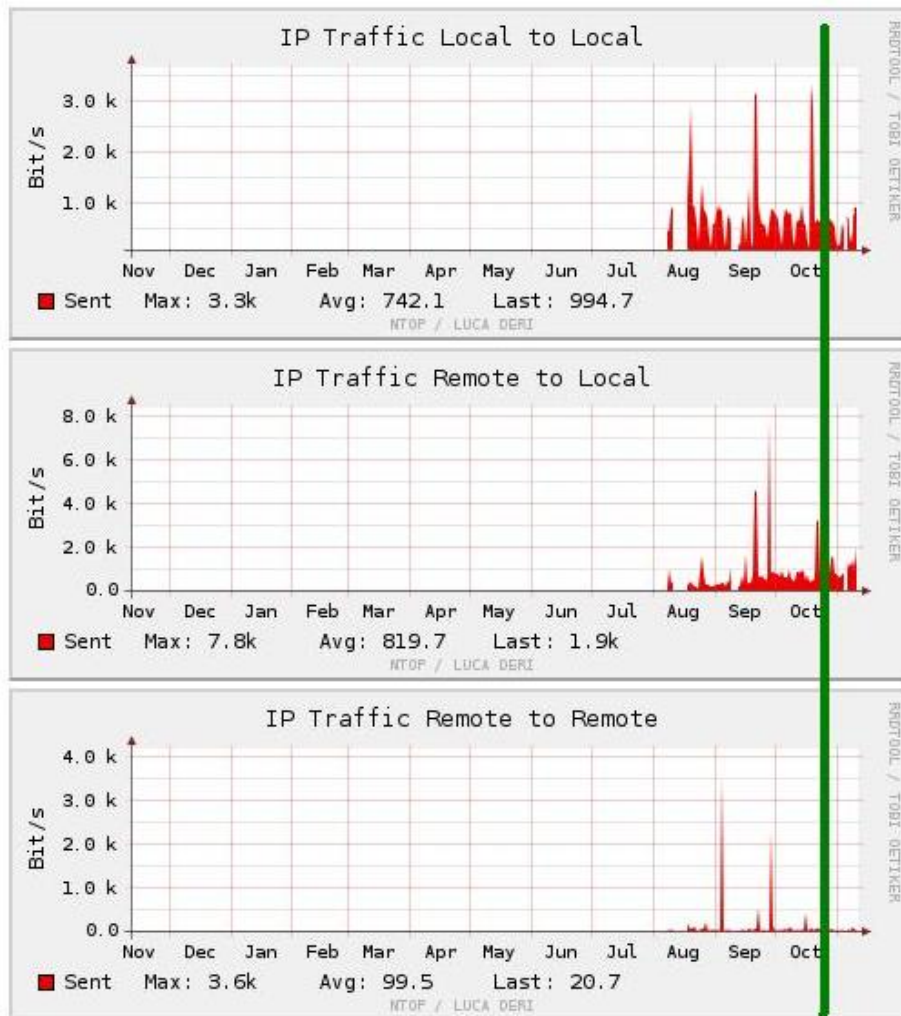 IP Traffic Local to Local
3.0 k
2.0 k
1.0 k
Bit/s
Nov Dec Jan Feb Mar Apr May Jun Jul Aug Sep Oct
Sent Max: 3.3k Avg: 742.1 Last: 994.7
NTOP / LUCA DERI
RRDTOOL / TOBI OETIKER
IP Traffic Remote to Local
8.0 k
6.0 k
4.0 k
2.0 k
0.0
Bit/s
Nov Dec Jan Feb Mar Apr May Jun Jul Aug Sep Oct
Sent Max: 7.8k Avg: 819.7 Last: 1.9k
NTOP / LUCA DERI
RRDTOOL / TOBI OETIKER
IP Traffic Remote to Remote
4.0 k
3.0 k
2.0 k
1.0 k
0.0
Bit/s
Nov Dec Jan Feb Mar Apr May Jun Jul Aug Sep Oct
Sent Max: 3.6k Avg: 99.5 Last: 20.7
NTOP / LUCA DERI
RRDTOOL / TOBI OETIKER